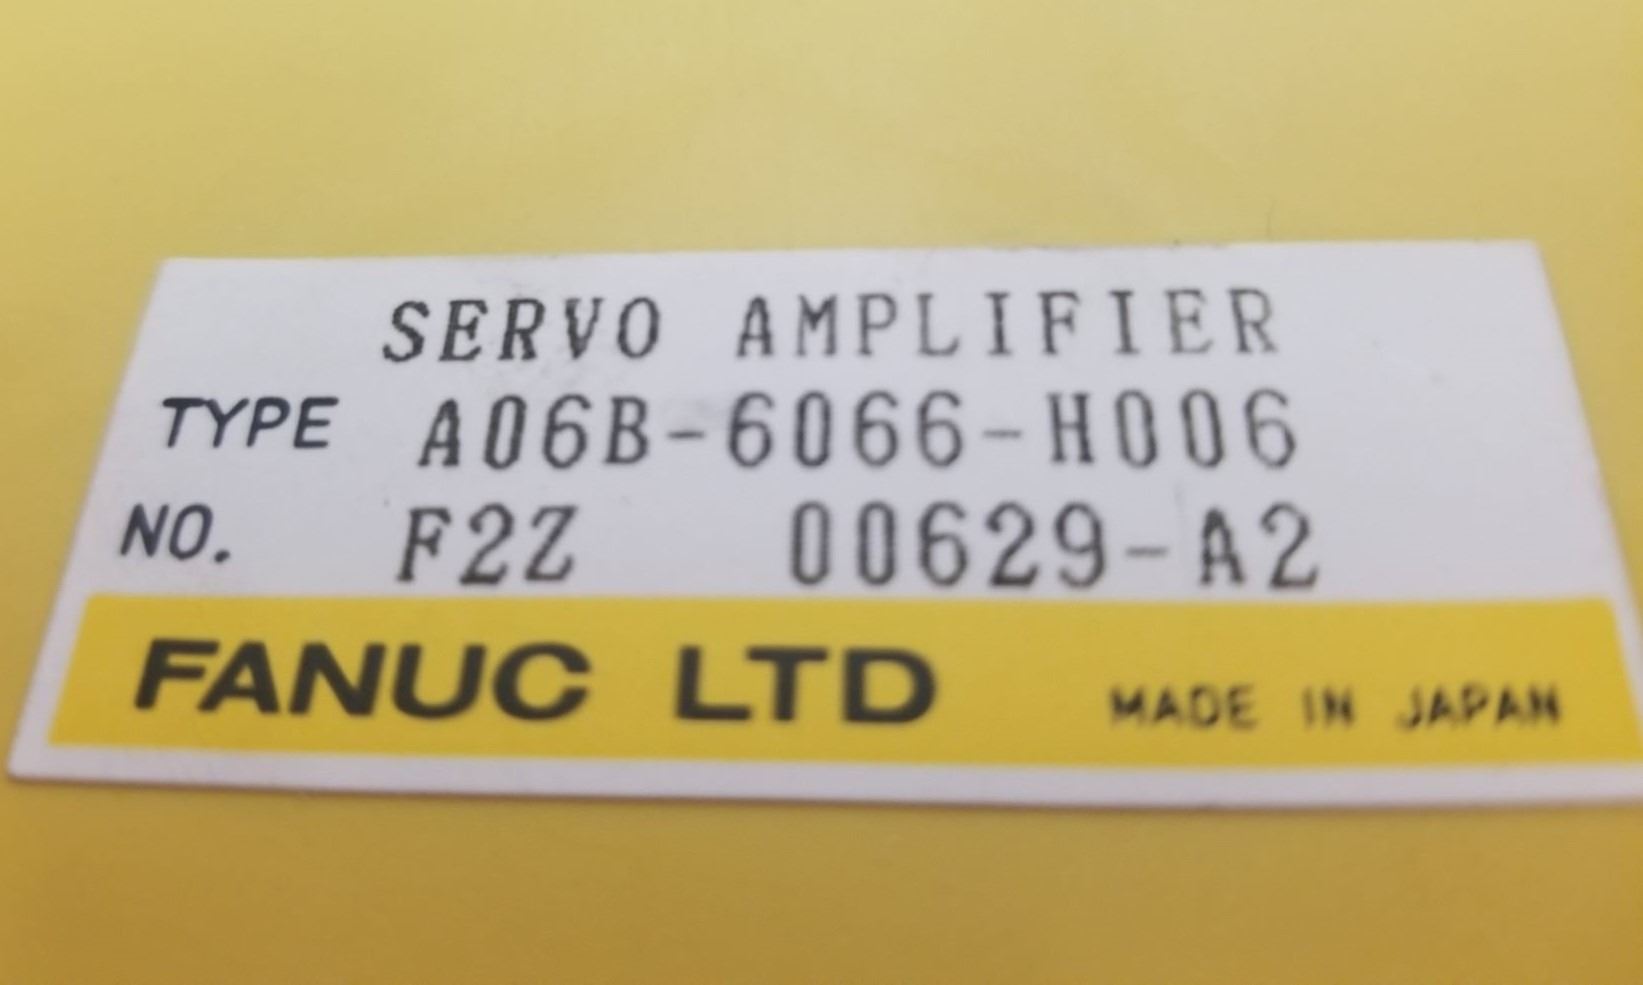 SERVO AMPLIFIER
TYPE A06B-6066-H006
NO. F2Z 00629-A2
FANUC LTD MADE IN JAPAN